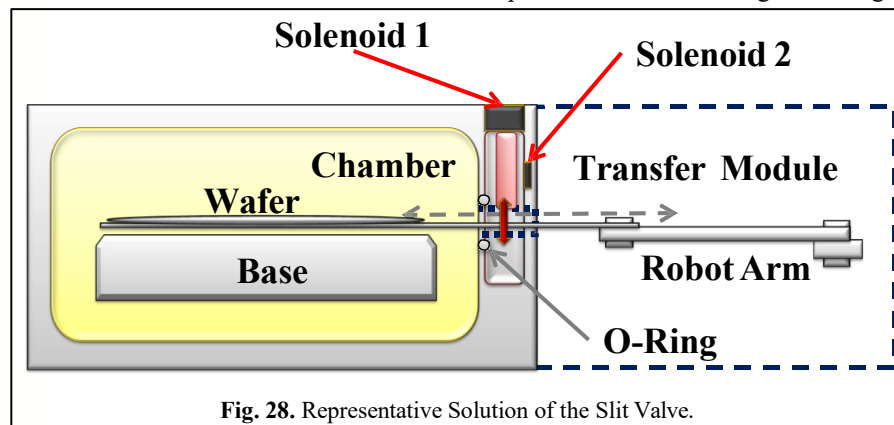 Solenoid 1
Solenoid 2
Chamber
Transfer Module
Wafer
Base
Robot Arm
O-Ring
Fig. 28. Representative Solution of the Slit Valve.